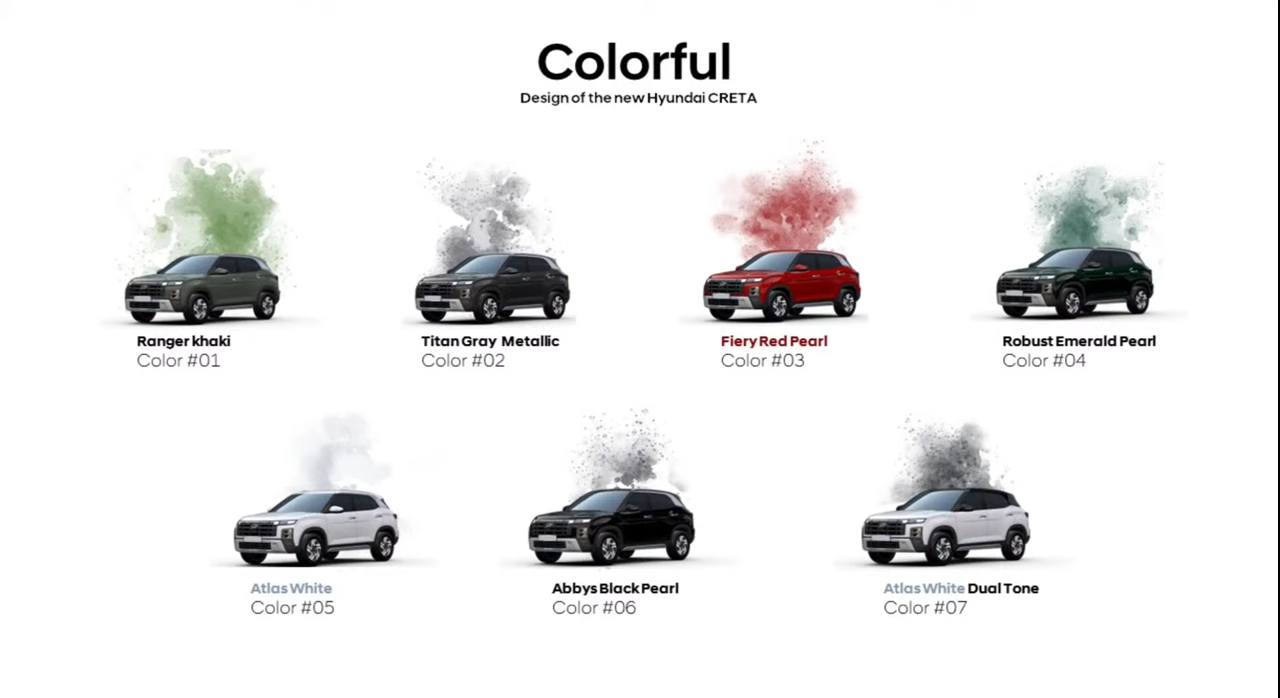 Colorful
Design of the new Hyundai CRETA
Ranger khaki
Color #01
Titan Gray Metallic
Color #02
Fiery Red Pearl
Color #03
Robust Emerald Pearl
Color #04
Atlas White
Color #05
Abbys Black Pearl
Color #06
Atlas White Dual Tone
Color #07